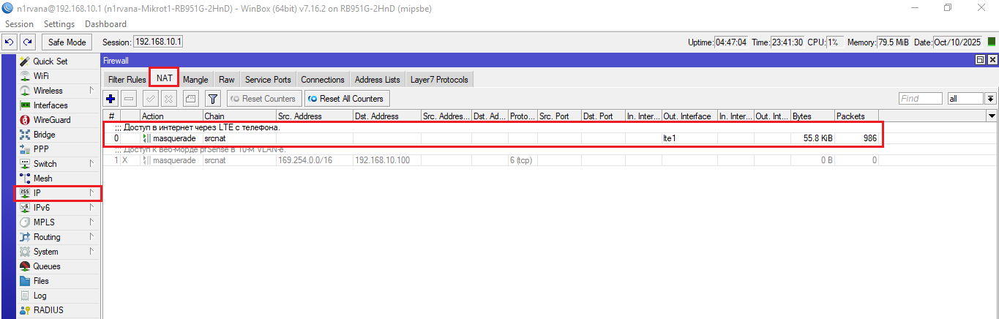 n1rvana@192.168.10.1 (n1rvana-Mikrot1-RB951G-2HnD) - WinBox (64bit) v7.16.2 on RB951G-2HnD (mipsbe)
Session Settings Dashboard
Safe Mode Session: 192.168.10.1 Uptime: 04:47:04 Time: 23:41:30 CPU: 1% Memory: 79.5 MiB Date: Oct/10/2025
Quick Set
WiFi
Wireless
Interfaces
WireGuard
Bridge
PPP
Switch
Mesh
IP
IPv6
MPLS
Routing
System
Queues
Files
Log
RADIUS
Firewall
Filter Rules NAT Mangle Raw Service Ports Connections Address Lists Layer7 Protocols
Reset Counters Reset All Counters Find all
# Action Chain Src. Address Dst. Address Src. Addres... Dst. Ad... Proto... Src. Port Dst. Port In. Inter... Out. Interface In. Inter... Out. Int... Bytes Packets
;;; Доступ в интернет через LTE с телефона.
0 masquerade srcnat lte1 55.8 KiB 986
;;; Доступ к веб-морде pfSense в 10-м VLAN-е.
1 X masquerade srcnat 169.254.0.0/16 192.168.10.100 6 (tcp) 0 B 0